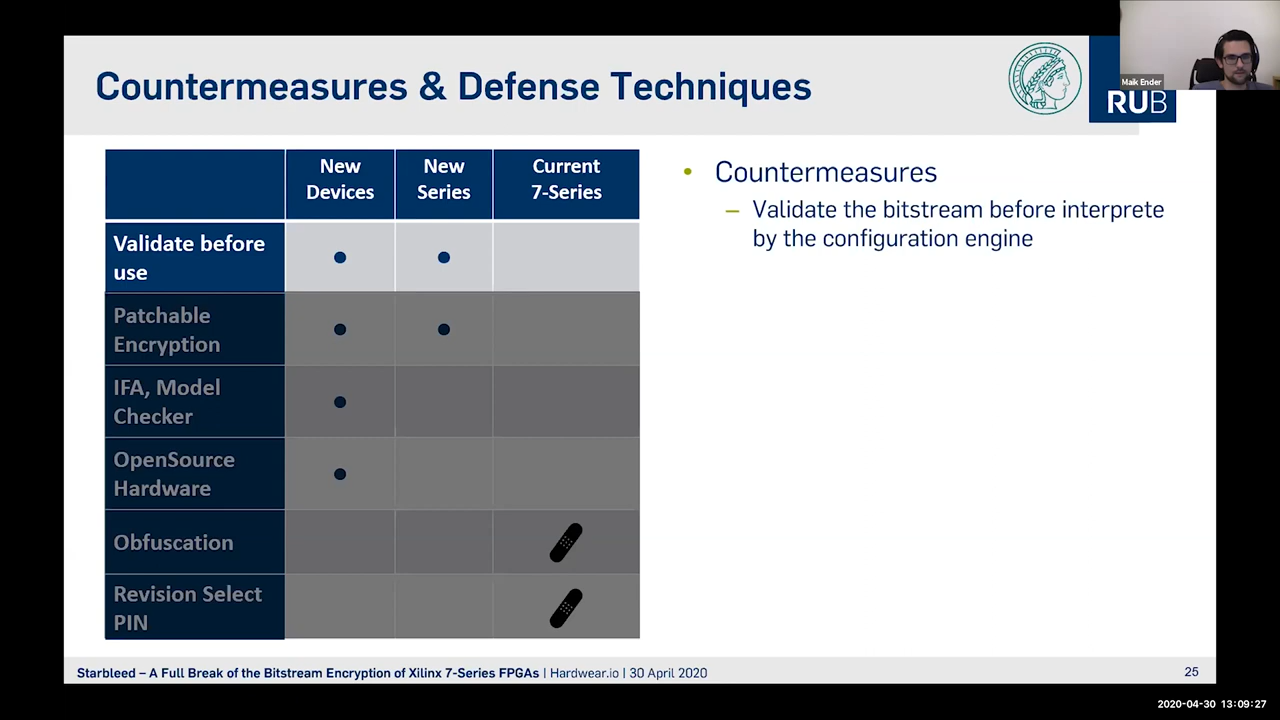 Countermeasures & Defense Techniques
Maik Ender
RUB
New
Devices
New
Series
Current
7-Series
Validate before
use
Patchable
Encryption
IFA, Model
Checker
OpenSource
Hardware
Obfuscation
Revision Select
PIN
• Countermeasures
– Validate the bitstream before interprete
by the configuration engine
Starbleed – A Full Break of the Bitstream Encryption of Xilinx 7-Series FPGAs | Hardwear.io | 30 April 2020
25
2020-04-30 13:09:27